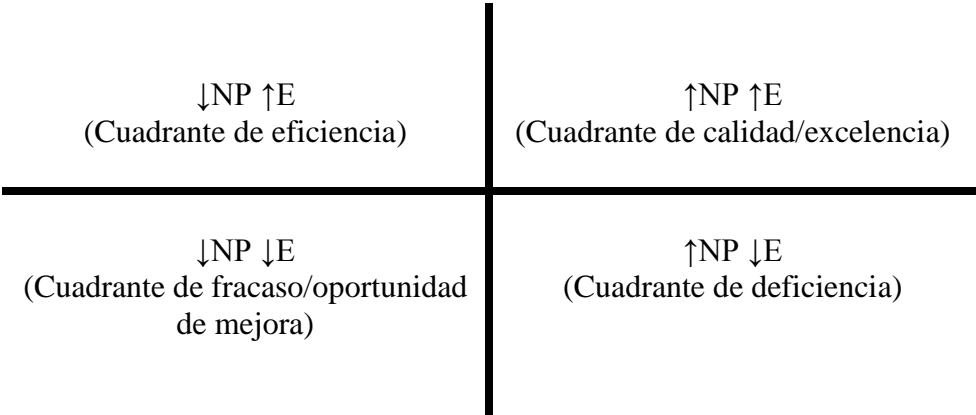 ↓NP ↑E
(Cuadrante de eficiencia)
↑NP ↑E
(Cuadrante de calidad/excelencia)
↓NP ↓E
(Cuadrante de fracaso/oportunidad
de mejora)
↑NP ↓E
(Cuadrante de deficiencia)